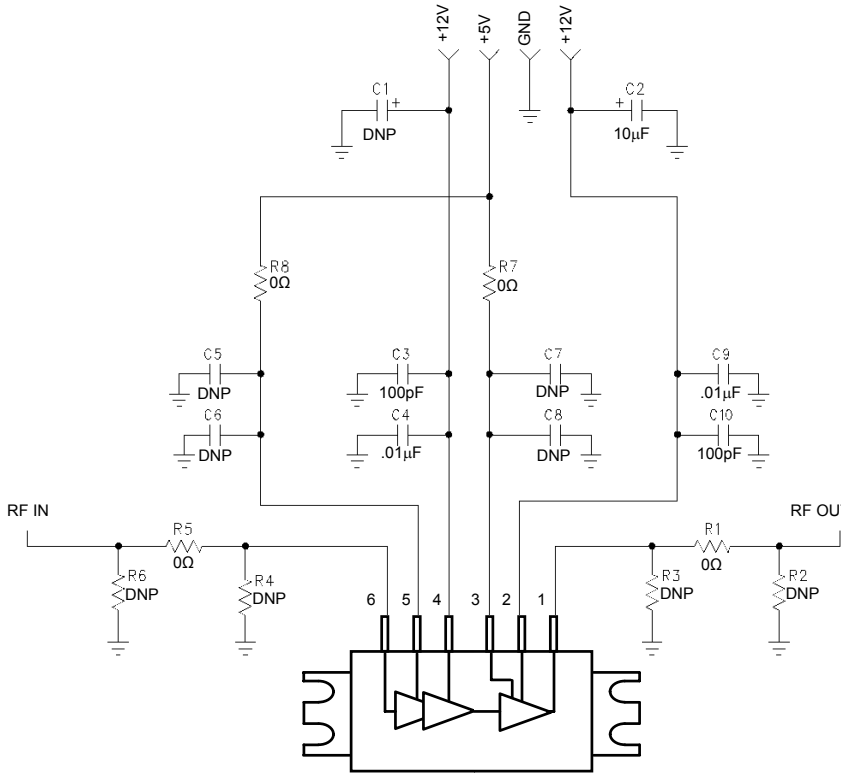 +12V
+5V
GND
+12V
C1
+
DNP
C2
+
10µF
R8
0Ω
R7
0Ω
C5
DNP
C3
100pF
C7
DNP
C9
.01µF
C6
DNP
C4
.01µF
C8
DNP
C10
100pF
RF IN
R5
0Ω
R1
0Ω
RF OU
R6
DNP
R4
DNP
6
5
4
3
2
1
R3
DNP
R2
DNP